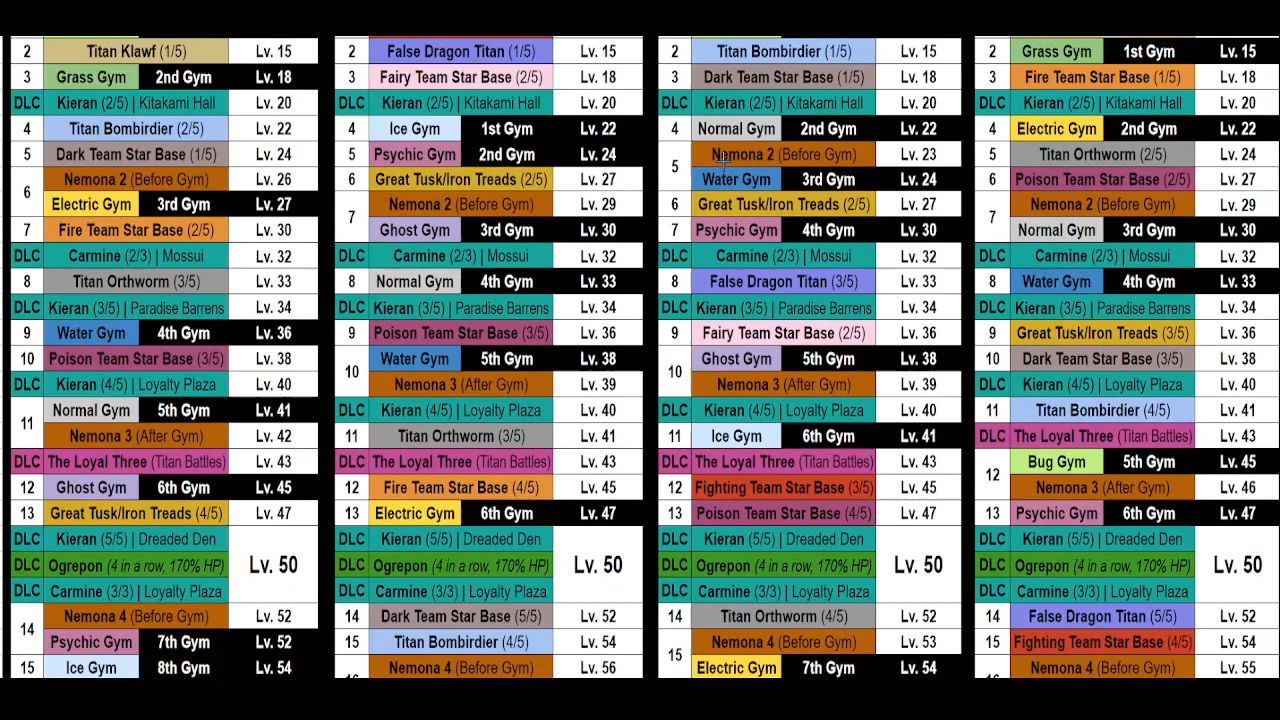 2 Titan Klawf (1/5) Lv. 15
3 Grass Gym 2nd Gym Lv. 18
DLC Kieran (2/5) | Kitakami Hall Lv. 20
4 Titan Bombirdier (2/5) Lv. 22
5 Dark Team Star Base (1/5) Lv. 24
6 Nemona 2 (Before Gym) Lv. 26
Electric Gym 3rd Gym Lv. 27
7 Fire Team Star Base (2/5) Lv. 30
DLC Carmine (2/3) | Mossui Lv. 32
8 Titan Orthworm (3/5) Lv. 33
DLC Kieran (3/5) | Paradise Barrens Lv. 34
9 Water Gym 4th Gym Lv. 36
10 Poison Team Star Base (3/5) Lv. 38
DLC Kieran (4/5) | Loyalty Plaza Lv. 40
11 Normal Gym 5th Gym Lv. 41
Nemona 3 (After Gym) Lv. 42
DLC The Loyal Three (Titan Battles) Lv. 43
12 Ghost Gym 6th Gym Lv. 45
13 Great Tusk/Iron Treads (4/5) Lv. 47
DLC Kieran (5/5) | Dreaded Den
DLC Ogrepon (4 in a row, 170% HP) Lv. 50
DLC Carmine (3/3) | Loyalty Plaza
14 Nemona 4 (Before Gym) Lv. 52
Psychic Gym 7th Gym Lv. 52
15 Ice Gym 8th Gym Lv. 54
2 False Dragon Titan (1/5) Lv. 15
3 Fairy Team Star Base (2/5) Lv. 18
DLC Kieran (2/5) | Kitakami Hall Lv. 20
4 Ice Gym 1st Gym Lv. 22
5 Psychic Gym 2nd Gym Lv. 24
6 Great Tusk/Iron Treads (2/5) Lv. 27
7 Nemona 2 (Before Gym) Lv. 29
Ghost Gym 3rd Gym Lv. 30
DLC Carmine (2/3) | Mossui Lv. 32
8 Normal Gym 4th Gym Lv. 33
DLC Kieran (3/5) | Paradise Barrens Lv. 34
9 Poison Team Star Base (3/5) Lv. 36
10 Water Gym 5th Gym Lv. 38
Nemona 3 (After Gym) Lv. 39
DLC Kieran (4/5) | Loyalty Plaza Lv. 40
11 Titan Orthworm (3/5) Lv. 41
DLC The Loyal Three (Titan Battles) Lv. 43
12 Fire Team Star Base (4/5) Lv. 45
13 Electric Gym 6th Gym Lv. 47
DLC Kieran (5/5) | Dreaded Den
DLC Ogrepon (4 in a row, 170% HP) Lv. 50
DLC Carmine (3/3) | Loyalty Plaza
14 Dark Team Star Base (5/5) Lv. 52
15 Titan Bombirdier (4/5) Lv. 54
Nemona 4 (Before Gym) Lv. 56
2 Titan Bombirdier (1/5) Lv. 15
3 Dark Team Star Base (1/5) Lv. 18
DLC Kieran (2/5) | Kitakami Hall Lv. 20
4 Normal Gym 2nd Gym Lv. 22
5 Nemona 2 (Before Gym) Lv. 23
Water Gym 3rd Gym Lv. 24
6 Great Tusk/Iron Treads (2/5) Lv. 27
7 Psychic Gym 4th Gym Lv. 30
DLC Carmine (2/3) | Mossui Lv. 32
8 False Dragon Titan (3/5) Lv. 33
DLC Kieran (3/5) | Paradise Barrens Lv. 34
9 Fairy Team Star Base (2/5) Lv. 36
10 Ghost Gym 5th Gym Lv. 38
Nemona 3 (After Gym) Lv. 39
DLC Kieran (4/5) | Loyalty Plaza Lv. 40
11 Ice Gym 6th Gym Lv. 41
DLC The Loyal Three (Titan Battles) Lv. 43
12 Fighting Team Star Base (3/5) Lv. 45
13 Poison Team Star Base (4/5) Lv. 47
DLC Kieran (5/5) | Dreaded Den
DLC Ogrepon (4 in a row, 170% HP) Lv. 50
DLC Carmine (3/3) | Loyalty Plaza
14 Titan Orthworm (4/5) Lv. 52
15 Nemona 4 (Before Gym) Lv. 53
Electric Gym 7th Gym Lv. 54
2 Grass Gym 1st Gym Lv. 15
3 Fire Team Star Base (1/5) Lv. 18
DLC Kieran (2/5) | Kitakami Hall Lv. 20
4 Electric Gym 2nd Gym Lv. 22
5 Titan Orthworm (2/5) Lv. 24
6 Poison Team Star Base (2/5) Lv. 27
7 Nemona 2 (Before Gym) Lv. 29
Normal Gym 3rd Gym Lv. 30
DLC Carmine (2/3) | Mossui Lv. 32
8 Water Gym 4th Gym Lv. 33
DLC Kieran (3/5) | Paradise Barrens Lv. 34
9 Great Tusk/Iron Treads (3/5) Lv. 36
10 Dark Team Star Base (3/5) Lv. 38
DLC Kieran (4/5) | Loyalty Plaza Lv. 40
11 Titan Bombirdier (4/5) Lv. 41
DLC The Loyal Three (Titan Battles) Lv. 43
12 Bug Gym 5th Gym Lv. 45
Nemona 3 (After Gym) Lv. 46
13 Psychic Gym 6th Gym Lv. 47
DLC Kieran (5/5) | Dreaded Den
DLC Ogrepon (4 in a row, 170% HP) Lv. 50
DLC Carmine (3/3) | Loyalty Plaza
14 False Dragon Titan (5/5) Lv. 52
15 Fighting Team Star Base (4/5) Lv. 54
Nemona 4 (Before Gym) Lv. 55